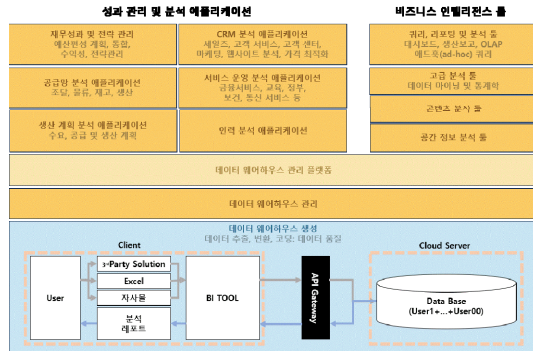 성과 관리 및 분석 애플리케이션
비즈니스 인텔리전스 툴
재무성과 및 전략 관리
예산편성 계획, 통합,
수익성, 전략관리
CRM 분석 애플리케이션
세일즈, 고객 서비스, 고객 센터,
마케팅, 웹사이트 분석, 가격 최적화
쿼리, 리포팅 및 분석 툴
대시보드, 생산보고, OLAP
애드혹(ad-hoc) 쿼리
공급망 분석 애플리케이션
조달, 물류, 재고, 생산
서비스 운영 분석 애플리케이션
금융서비스, 교육, 정부,
보건, 통신 서비스 등
고급 분석 툴
데이터 마이닝 및 통계학
콘텐츠 분석 툴
생산 계획 분석 애플리케이션
수요, 공급 및 생산 계획
인력 분석 애플리케이션
공간 정보 분석 툴
데이터 웨어하우스 관리 플랫폼
데이터 웨어하우스 관리
데이터 웨어하우스 생성
데이터 추출, 변환, 코딩: 데이터 품질
Client
Cloud Server
User
3rdParty Solution
Excel
자사몰
분석
레포트
BI TOOL
API Gateway
Data Base
(User1+...+User00)